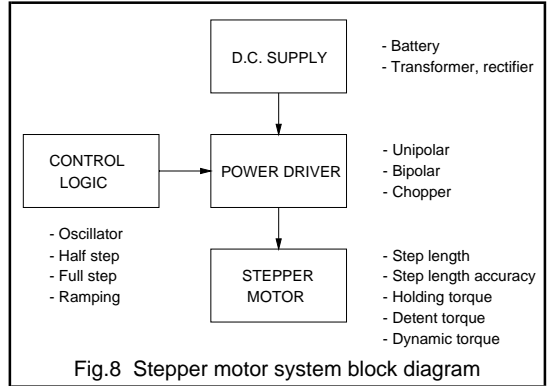 D.C. SUPPLY
- Battery
- Transformer, rectifier
CONTROL
LOGIC
POWER DRIVER
- Unipolar
- Bipolar
- Chopper
- Oscillator
- Half step
- Full step
- Ramping
STEPPER
MOTOR
- Step length
- Step length accuracy
- Holding torque
- Detent torque
- Dynamic torque
Fig.8 Stepper motor system block diagram